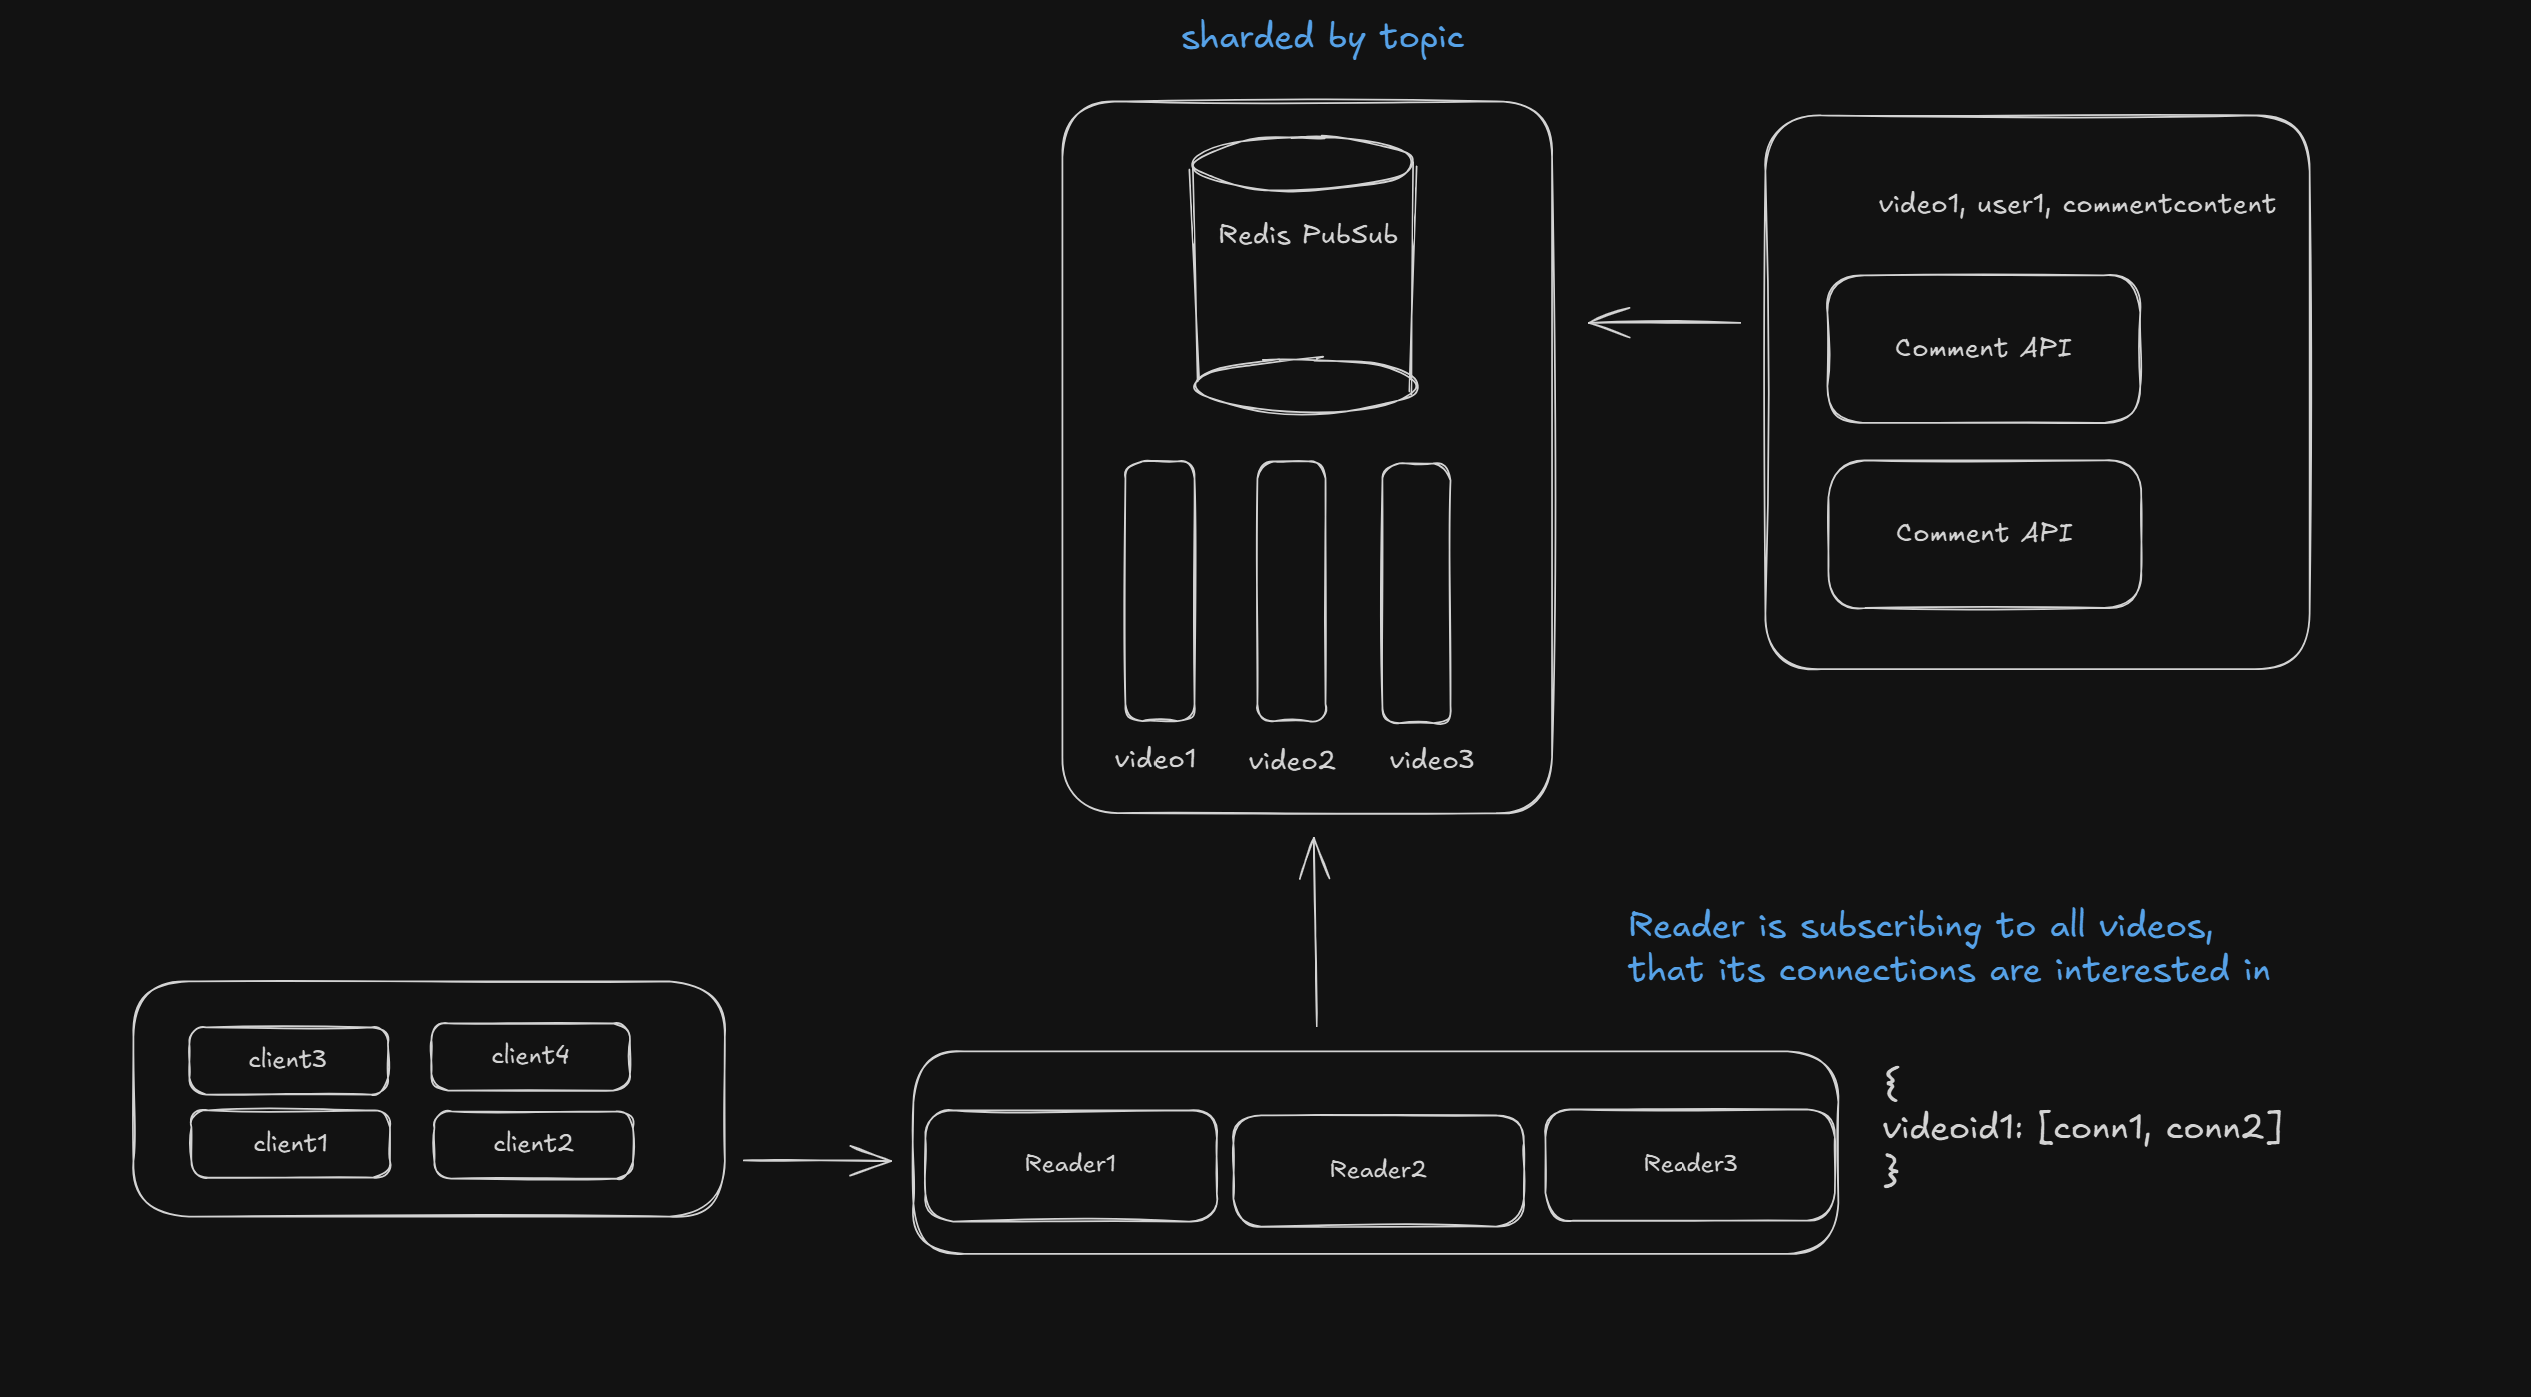 sharded by topic
Redis PubSub
video1
video2
video3
video1, user1, commentcontent
Comment API
Comment API
Reader is subscribing to all videos,
that its connections are interested in
client3
client4
client1
client2
Reader1
Reader2
Reader3
{
videoid1: [conn1, conn2]
}